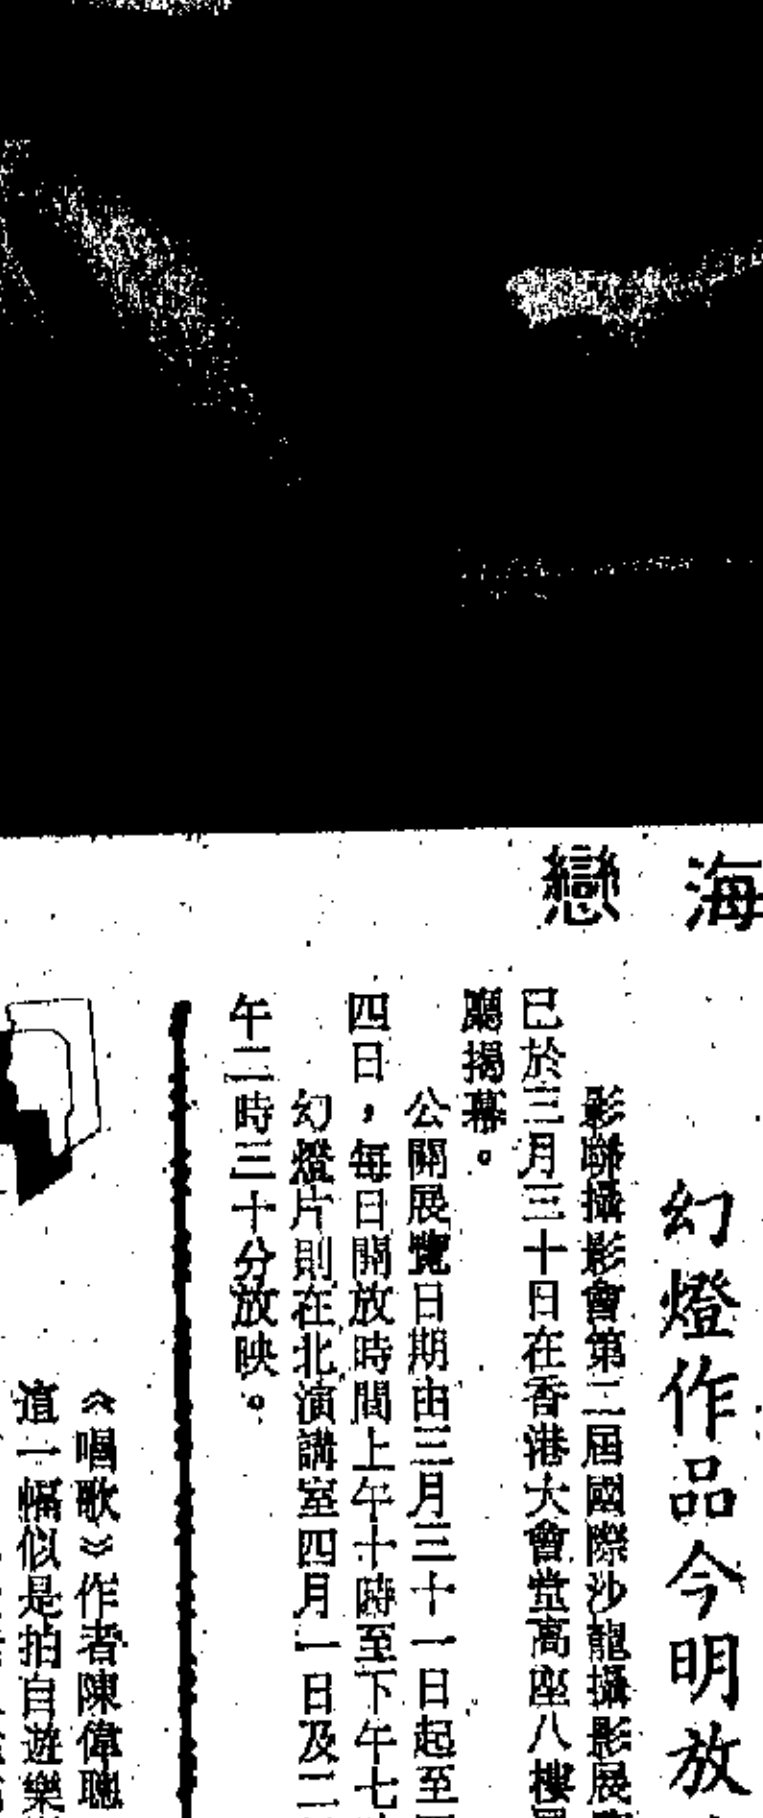 海
戀
幻燈作品今明放
影聯攝影會第二屆國際沙龍攝影展
已於三月三十日在香港大會堂高座八樓
廳揭幕。
公開展覽日期由三月三十一日起至
四日，每日開放時間上午十時至下午七
幻燈片則在北演講室四月一日及二
午二時三十分放映。
《唱歌》作者陳偉聰
這一幅似是拍自遊樂